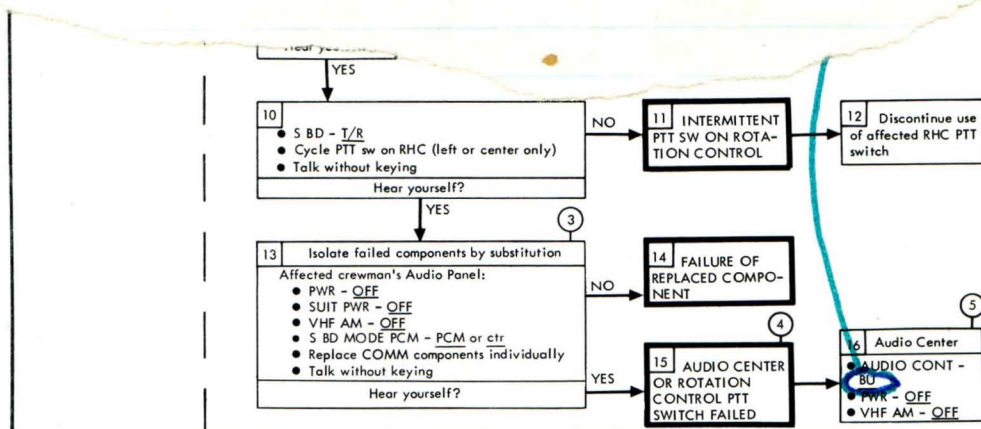 YES
10
● S BD - T/R
● Cycle PTT sw on RHC (left or center only)
● Talk without keying
Hear yourself?
NO
11 INTERMITTENT
PTT SW ON ROTA-
TION CONTROL
12 Discontinue use
of affected RHC PTT
switch
YES
3
13 Isolate failed components by substitution
Affected crewman's Audio Panel:
● PWR - OFF
● SUIT PWR - OFF
● VHF AM - OFF
● S BD MODE PCM - PCM or ctr
● Replace COMM components individually
● Talk without keying
Hear yourself?
NO
14 FAILURE OF
REPLACED COMPO-
NENT
YES
4
15 AUDIO CENTER
OR ROTATION
CONTROL PTT
SWITCH FAILED
5
16 Audio Center
● AUDIO CONT -
BU
● PWR - OFF
● VHF AM - OFF